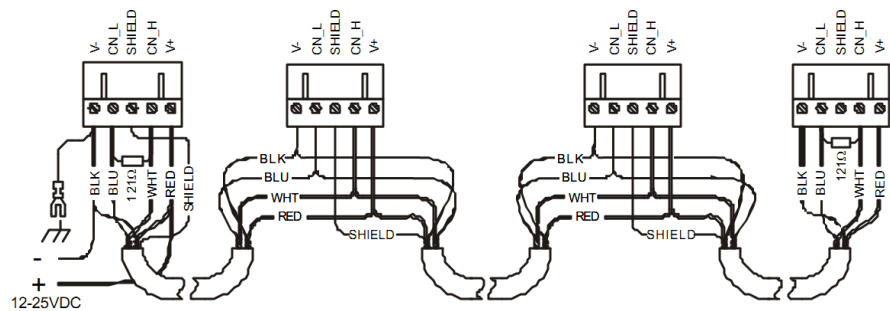 V- CN_L SHIELD CN_H V+
V- CN_L SHIELD CN_H V+
V- CN_L SHIELD CN_H V+
V- CN_L SHIELD CN_H V+
BLK BLU 121Ω WHT RED SHIELD
BLK
BLU
WHT
RED
SHIELD
BLK
BLU
WHT
RED
SHIELD
BLK BLU 121Ω WHT RED
-
+
12-25VDC